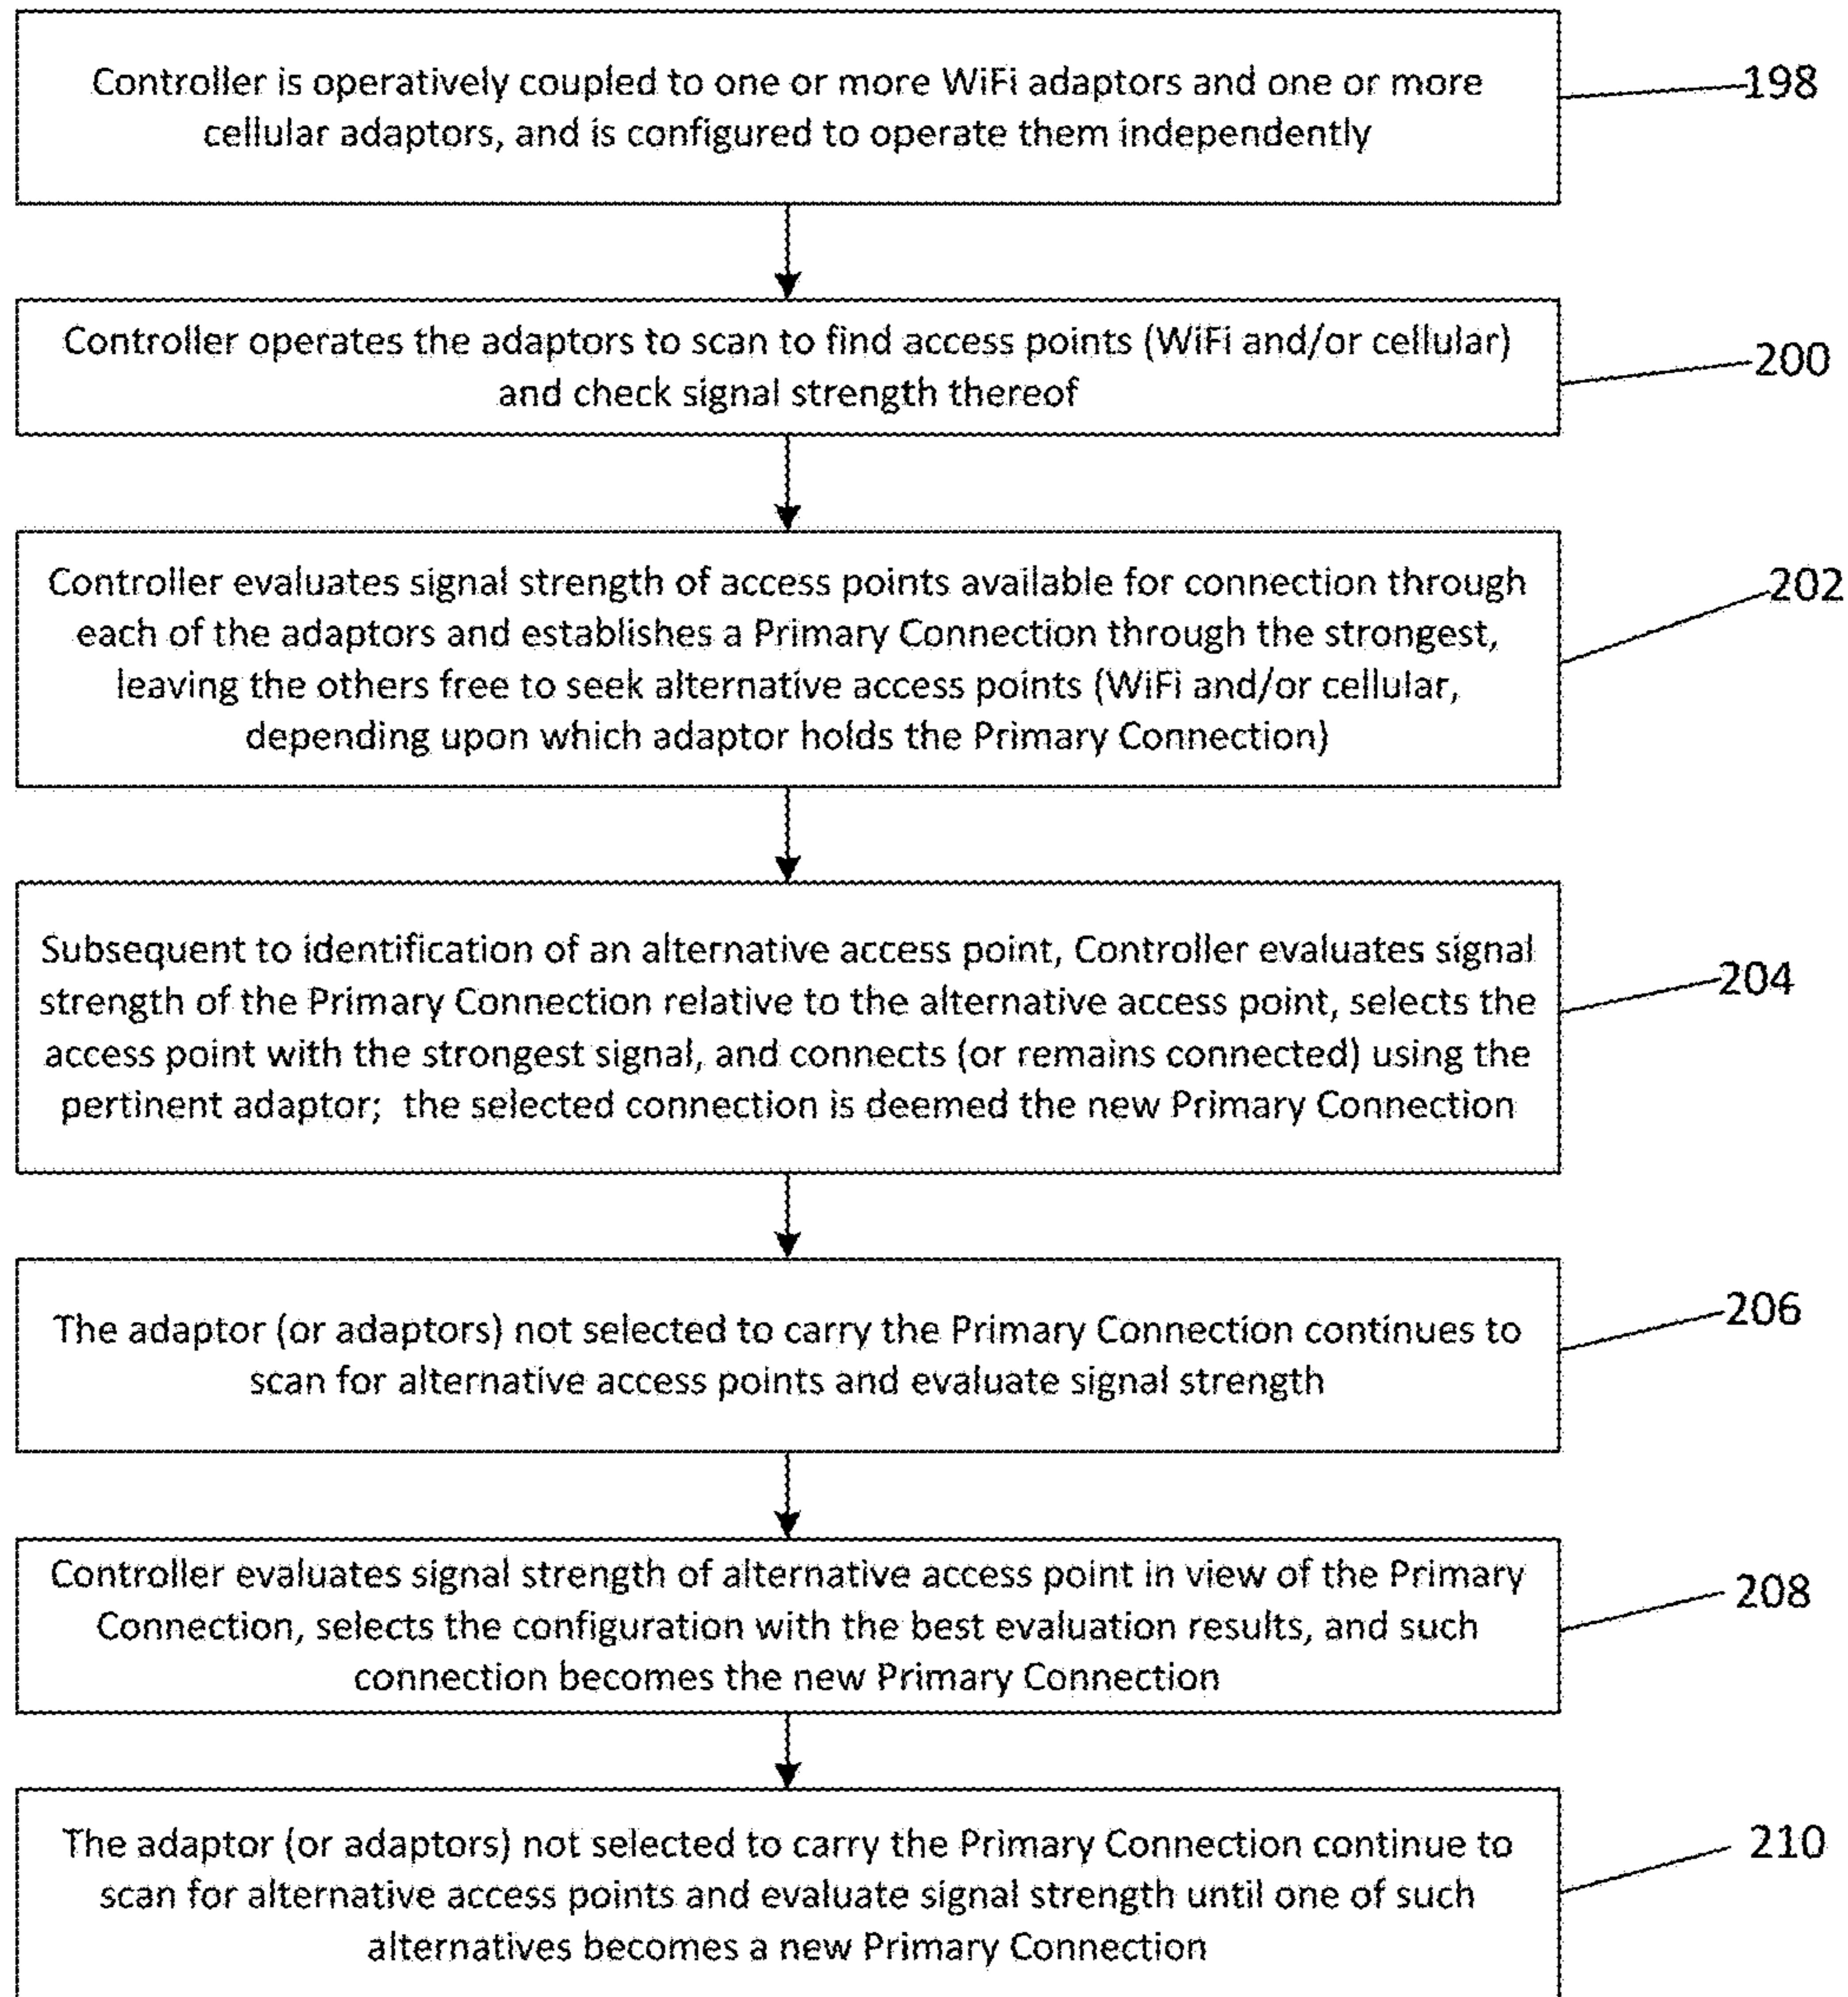 Controller is operatively coupled to one or more WiFi adaptors and one or more
cellular adaptors, and is configured to operate them independently
198
Controller operates the adaptors to scan to find access points (WiFi and/or cellular)
and check signal strength thereof
200
Controller evaluates signal strength of access points available for connection through
each of the adaptors and establishes a Primary Connection through the strongest,
leaving the others free to seek alternative access points (WiFi and/or cellular,
depending upon which adaptor holds the Primary Connection)
202
Subsequent to identification of an alternative access point, Controller evaluates signal
strength of the Primary Connection relative to the alternative access point, selects the
access point with the strongest signal, and connects (or remains connected) using the
pertinent adaptor; the selected connection is deemed the new Primary Connection
204
The adaptor (or adaptors) not selected to carry the Primary Connection continues to
scan for alternative access points and evaluate signal strength
206
Controller evaluates signal strength of alternative access point in view of the Primary
Connection, selects the configuration with the best evaluation results, and such
connection becomes the new Primary Connection
208
The adaptor (or adaptors) not selected to carry the Primary Connection continue to
scan for alternative access points and evaluate signal strength until one of such
alternatives becomes a new Primary Connection
210